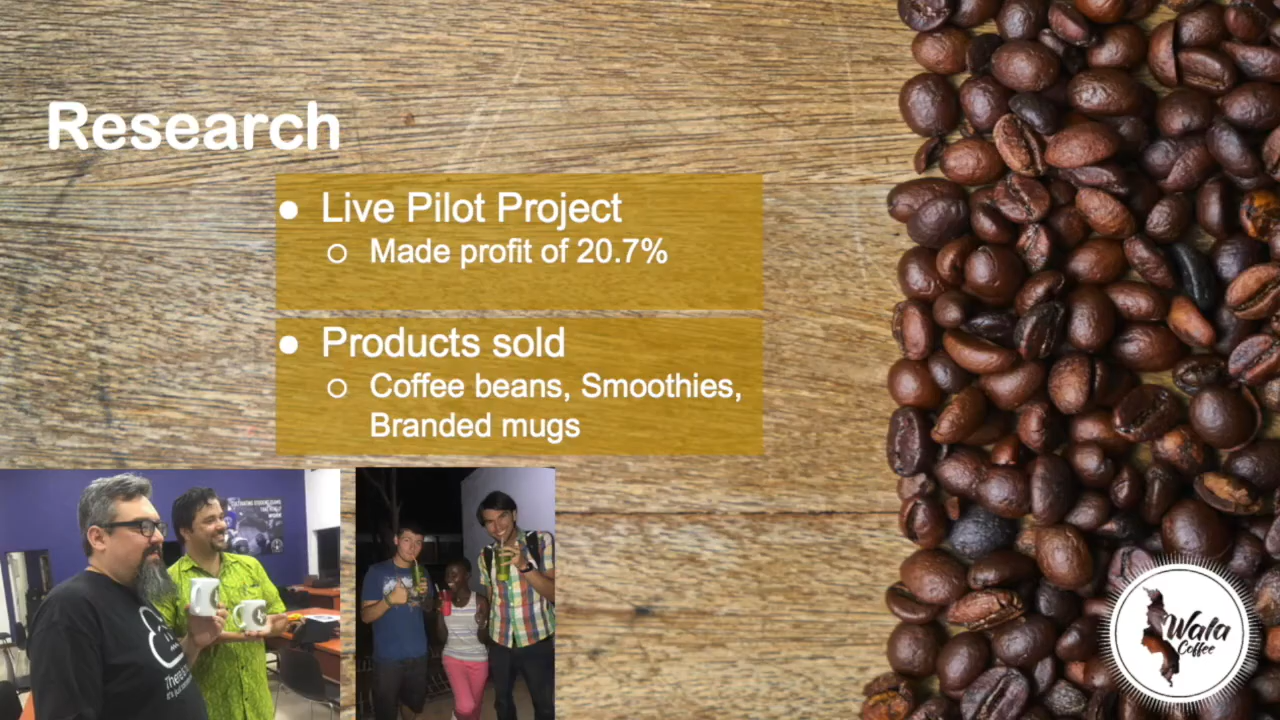 Research
● Live Pilot Project
○ Made profit of 20.7%
● Products sold
○ Coffee beans, Smoothies,
Branded mugs
Wala
Coffee